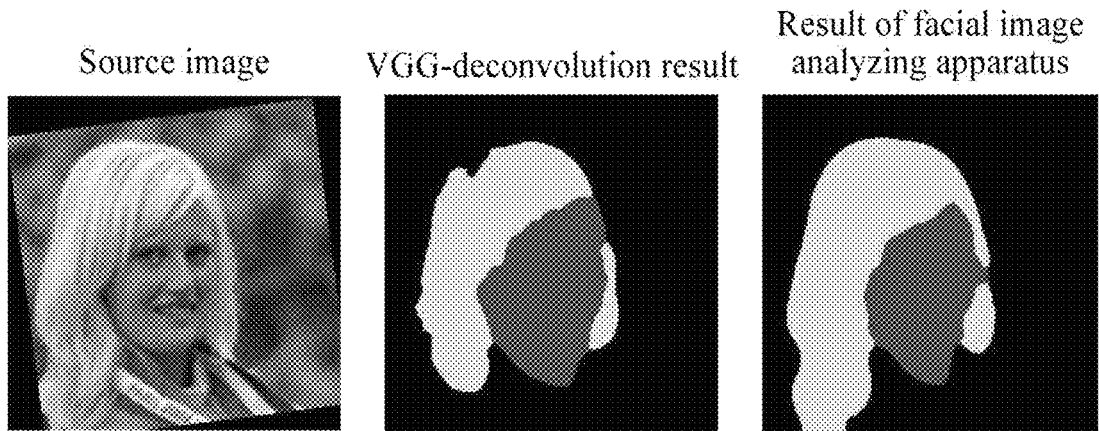 Source image
VGG-deconvolution result
Result of facial image
analyzing apparatus